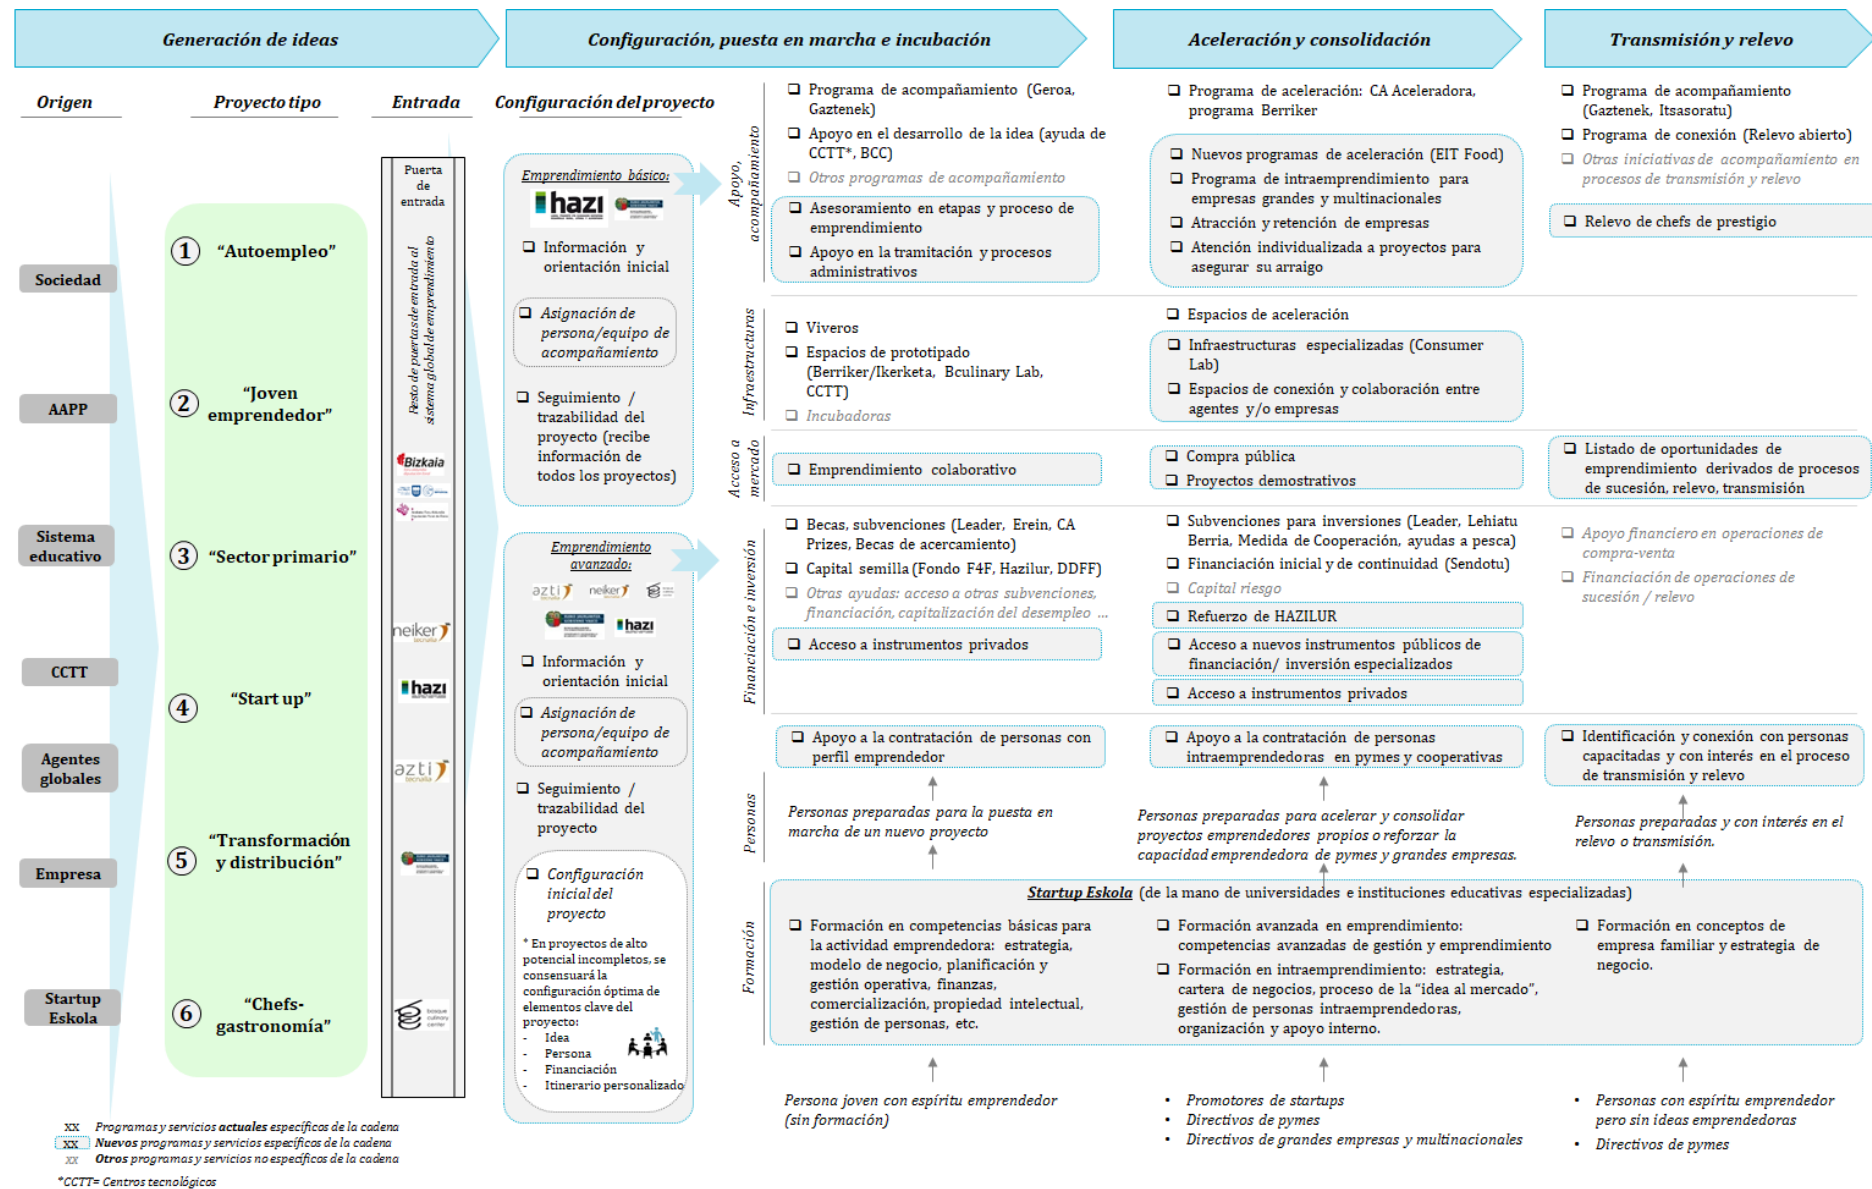 Generación de ideas
Configuración, puesta en marcha e incubación
Aceleración y consolidación
Transmisión y relevo
Origen
Proyecto tipo
Entrada
Configuración del proyecto
Sociedad
AAPP
Sistema
educativo
CCTT
Agentes
globales
Empresa
Startup
Eskola
1 "Autoempleo"
2 "Joven
emprendedor"
3 "Sector primario"
4 "Start up"
5 "Transformación
y distribución"
6 "Chefs-
gastronomía"
Puerta
de
entrada
Resto de puertas de entrada al
sistema global de emprendimiento
Bizkaia
neiker
tecnalia
hazi
azti
tecnalia
basque
culinary
center
Emprendimiento básico:
hazi
❑ Información y
orientación inicial
❑ Asignación de
persona/equipo de
acompañamiento
❑ Seguimiento /
trazabilidad del
proyecto (recibe
información de
todos los proyectos)
Emprendimiento
avanzado:
azti
tecnalia
neiker
tecnalia
hazi
❑ Información y
orientación inicial
❑ Asignación de
persona/equipo de
acompañamiento
❑ Seguimiento /
trazabilidad del
proyecto
❑ Configuración
inicial del
proyecto
* En proyectos de alto
potencial incompletos, se
consensuará la
configuración óptima de
elementos clave del
proyecto:
- Idea
- Persona
- Financiación
- Itinerario personalizado
Apoyo,
acompañamiento
❑ Programa de acompañamiento (Geroa,
Gaztenek)
❑ Apoyo en el desarrollo de la idea (ayuda de
CCTT*, BCC)
❑ Otros programas de acompañamiento
❑ Asesoramiento en etapas y proceso de
emprendimiento
❑ Apoyo en la tramitación y procesos
administrativos
❑ Programa de aceleración: CA Aceleradora,
programa Berriker
❑ Nuevos programas de aceleración (EIT Food)
❑ Programa de intraemprendimiento para
empresas grandes y multinacionales
❑ Atracción y retención de empresas
❑ Atención individualizada a proyectos para
asegurar su arraigo
❑ Programa de acompañamiento
(Gaztenek, Itsasoratu)
❑ Programa de conexión (Relevo abierto)
❑ Otras iniciativas de acompañamiento en
procesos de transmisión y relevo
❑ Relevo de chefs de prestigio
Infraestructuras
❑ Viveros
❑ Espacios de prototipado
(Berriker/Ikerketa, Bculinary Lab,
CCTT)
❑ Incubadoras
❑ Espacios de aceleración
❑ Infraestructuras especializadas (Consumer
Lab)
❑ Espacios de conexión y colaboración entre
agentes y/o empresas
Acceso a
mercado
❑ Emprendimiento colaborativo
❑ Compra pública
❑ Proyectos demostrativos
❑ Listado de oportunidades de
emprendimiento derivados de procesos
de sucesión, relevo, transmisión
Financiación e inversión
❑ Becas, subvenciones (Leader, Erein, CA
Prizes, Becas de acercamiento)
❑ Capital semilla (Fondo F4F, Hazilur, DDFF)
❑ Otras ayudas: acceso a otras subvenciones,
financiación, capitalización del desempleo ...
❑ Acceso a instrumentos privados
❑ Subvenciones para inversiones (Leader, Lehiatu
Berria, Medida de Cooperación, ayudas a pesca)
❑ Financiación inicial y de continuidad (Sendotu)
❑ Capital riesgo
❑ Refuerzo de HAZILUR
❑ Acceso a nuevos instrumentos públicos de
financiación/ inversión especializados
❑ Acceso a instrumentos privados
❑ Apoyo financiero en operaciones de
compra-venta
❑ Financiación de operaciones de
sucesión / relevo
Personas
❑ Apoyo a la contratación de personas con
perfil emprendedor
Personas preparadas para la puesta en
marcha de un nuevo proyecto
❑ Apoyo a la contratación de personas
intraemprendedoras en pymes y cooperativas
Personas preparadas para acelerar y consolidar
proyectos emprendedores propios o reforzar la
capacidad emprendedora de pymes y grandes empresas.
❑ Identificación y conexión con personas
capacitadas y con interés en el proceso
de transmisión y relevo
Personas preparadas y con interés en el
relevo o transmisión.
Formación
Startup Eskola (de la mano de universidades e instituciones educativas especializadas)
❑ Formación en competencias básicas para
la actividad emprendedora: estrategia,
modelo de negocio, planificación y
gestión operativa, finanzas,
comercialización, propiedad intelectual,
gestión de personas, etc.
❑ Formación avanzada en emprendimiento:
competencias avanzadas de gestión y emprendimiento
❑ Formación en intraemprendimiento: estrategia,
cartera de negocios, proceso de la "idea al mercado",
gestión de personas intraemprendedoras,
organización y apoyo interno.
❑ Formación en conceptos de
empresa familiar y estrategia de
negocio.
Persona joven con espíritu emprendedor
(sin formación)
• Promotores de startups
• Directivos de pymes
• Directivos de grandes empresas y multinacionales
• Personas con espíritu emprendedor
pero sin ideas emprendedoras
• Directivos de pymes
xx Programas y servicios actuales específicos de la cadena
xx Nuevos programas y servicios específicos de la cadena
xx Otros programas y servicios no específicos de la cadena
*CCTT= Centros tecnológicos